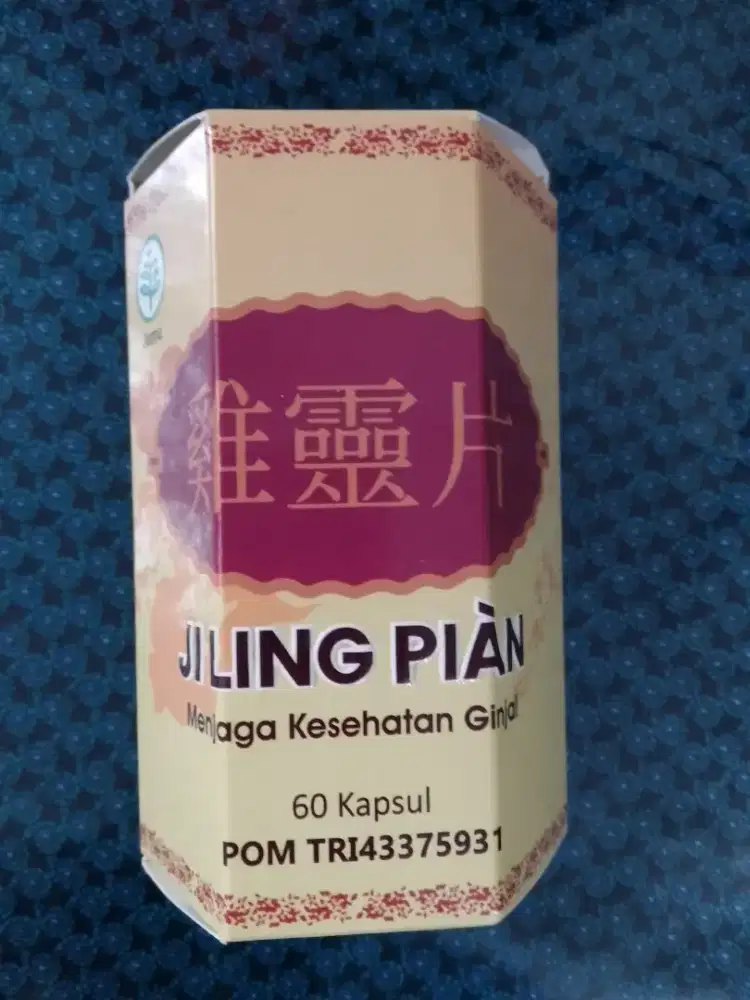 雞靈片
JI LING PIÀN
Menjaga Kesehatan Ginjal
60 Kapsul
POM TRI43375931